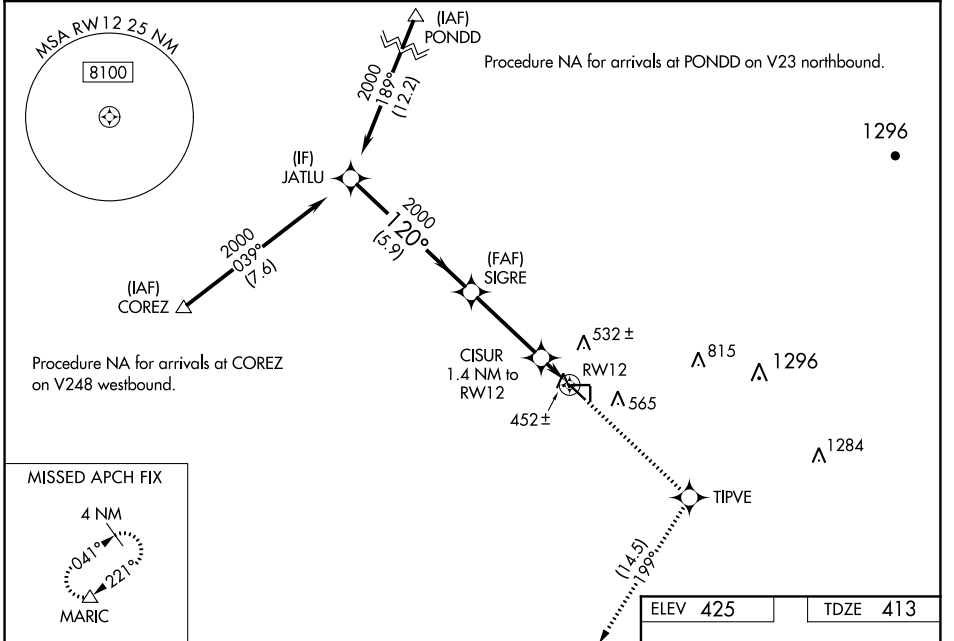 MSA RW12 25 NM
8100
(IAF)
PONDD
2000
189°
(12.2)
Procedure NA for arrivals at PONDD on V23 northbound.
1296
(IF)
JATLU
2000
120°
(5.9)
2000
039°
(7.6)
(IAF)
COREZ
(FAF)
SIGRE
Procedure NA for arrivals at COREZ
on V248 westbound.
CISUR
1.4 NM to
RW12
532 ±
RW12
815
1296
452 ±
565
1284
TIPVE
(14.5)
199°
MISSED APCH FIX
4 NM
041°
221°
MARIC
ELEV 425
TDZE 413